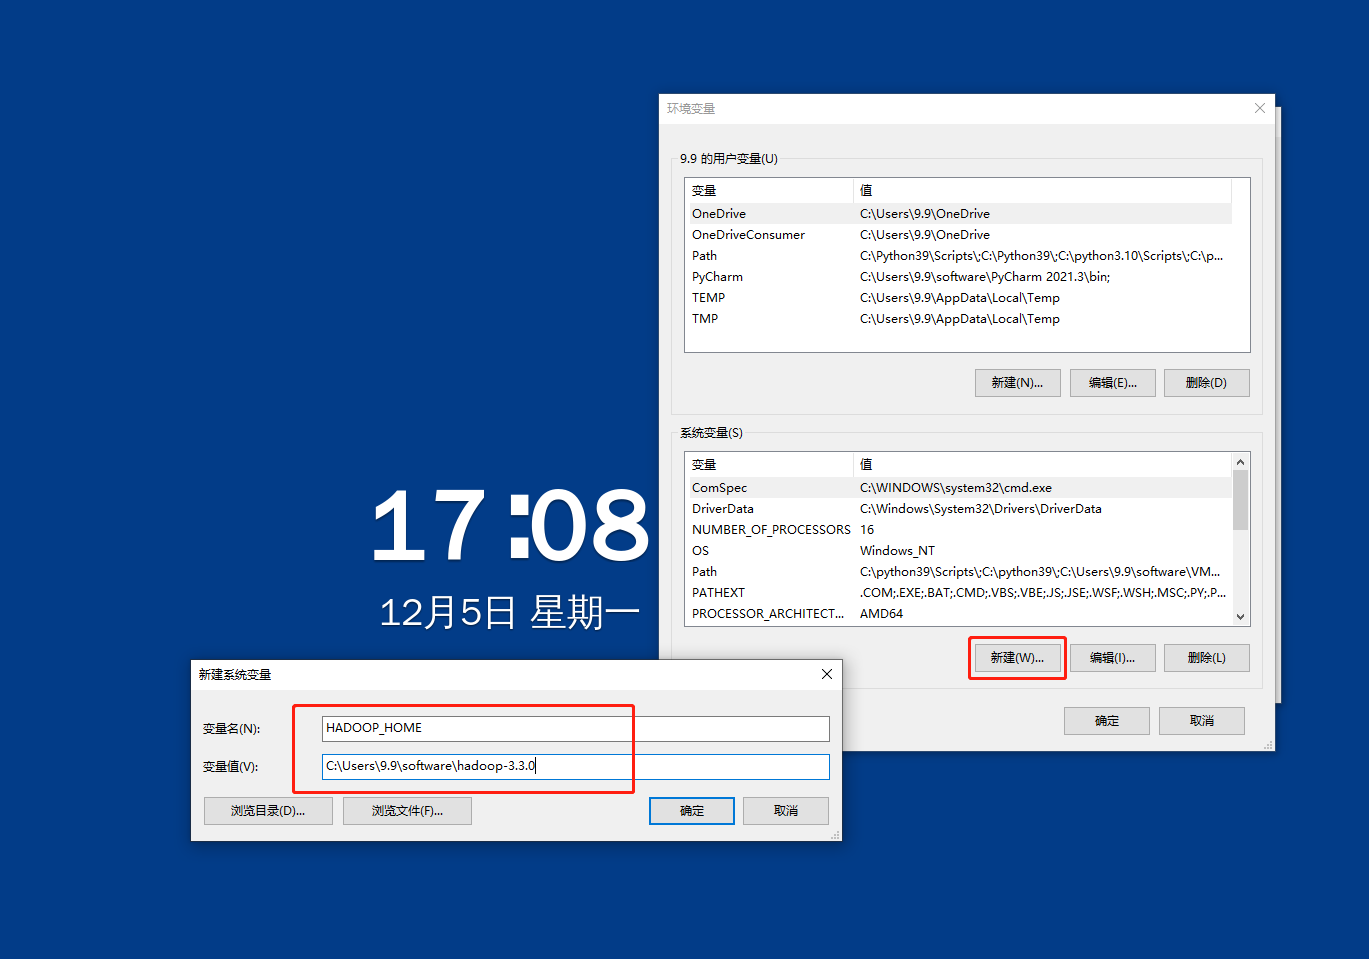 环境变量
9.9 的用户变量(U)
变量 值
OneDrive C:\Users\9.9\OneDrive
OneDriveConsumer C:\Users\9.9\OneDrive
Path C:\Python39\Scripts\;C:\Python39\;C:\python3.10\Scripts\;C:\p...
PyCharm C:\Users\9.9\software\PyCharm 2021.3\bin;
TEMP C:\Users\9.9\AppData\Local\Temp
TMP C:\Users\9.9\AppData\Local\Temp
新建(N)... 编辑(E)... 删除(D)
系统变量(S)
变量 值
ComSpec C:\WINDOWS\system32\cmd.exe
DriverData C:\Windows\System32\Drivers\DriverData
NUMBER_OF_PROCESSORS 16
OS Windows_NT
Path C:\python39\Scripts\;C:\python39\;C:\Users\9.9\software\VM...
PATHEXT .COM;.EXE;.BAT;.CMD;.VBS;.VBE;.JS;.JSE;.WSF;.WSH;.MSC;.PY;.P...
PROCESSOR_ARCHITECT... AMD64
新建(W)... 编辑(I)... 删除(L)
确定 取消
17:08
12月5日 星期一
新建系统变量
变量名(N): HADOOP_HOME
变量值(V): C:\Users\9.9\software\hadoop-3.3.0
浏览目录(D)... 浏览文件(F)... 确定 取消